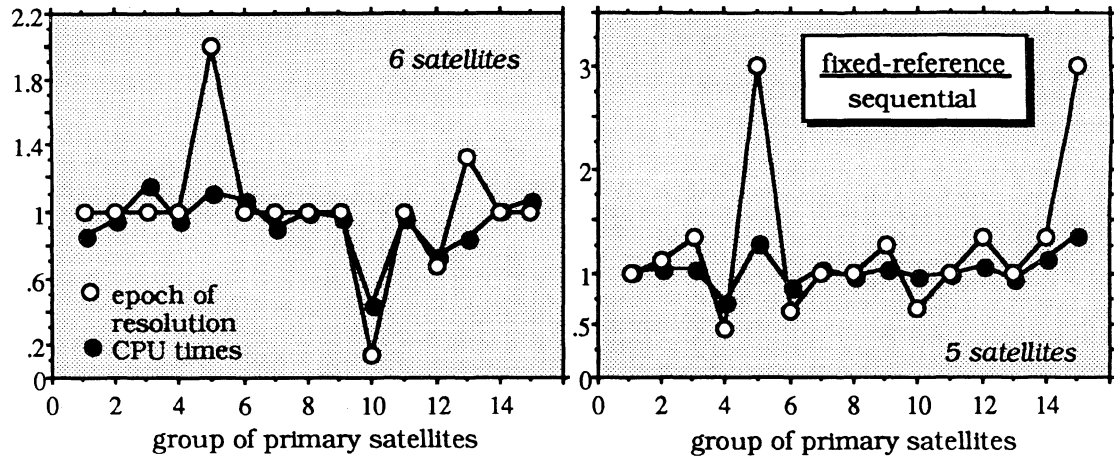 2.2
1.8
1.4
1
.6
.2
0
6 satellites
epoch of
resolution
CPU times
0 2 4 6 8 10 12 14
group of primary satellites
3
2
1
.5
0
fixed-reference
sequential
5 satellites
0 2 4 6 8 10 12 14
group of primary satellites